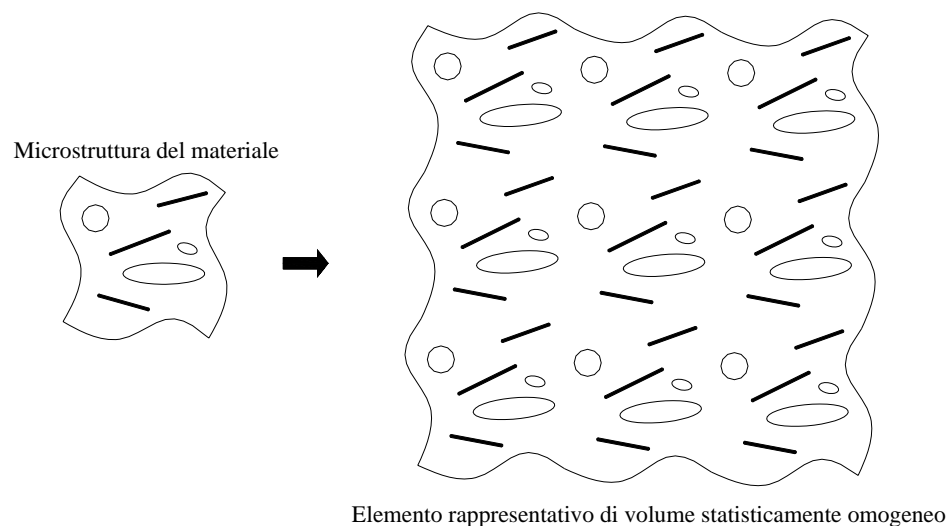 Microstruttura del materiale
Elemento rappresentativo di volume statisticamente omogeneo